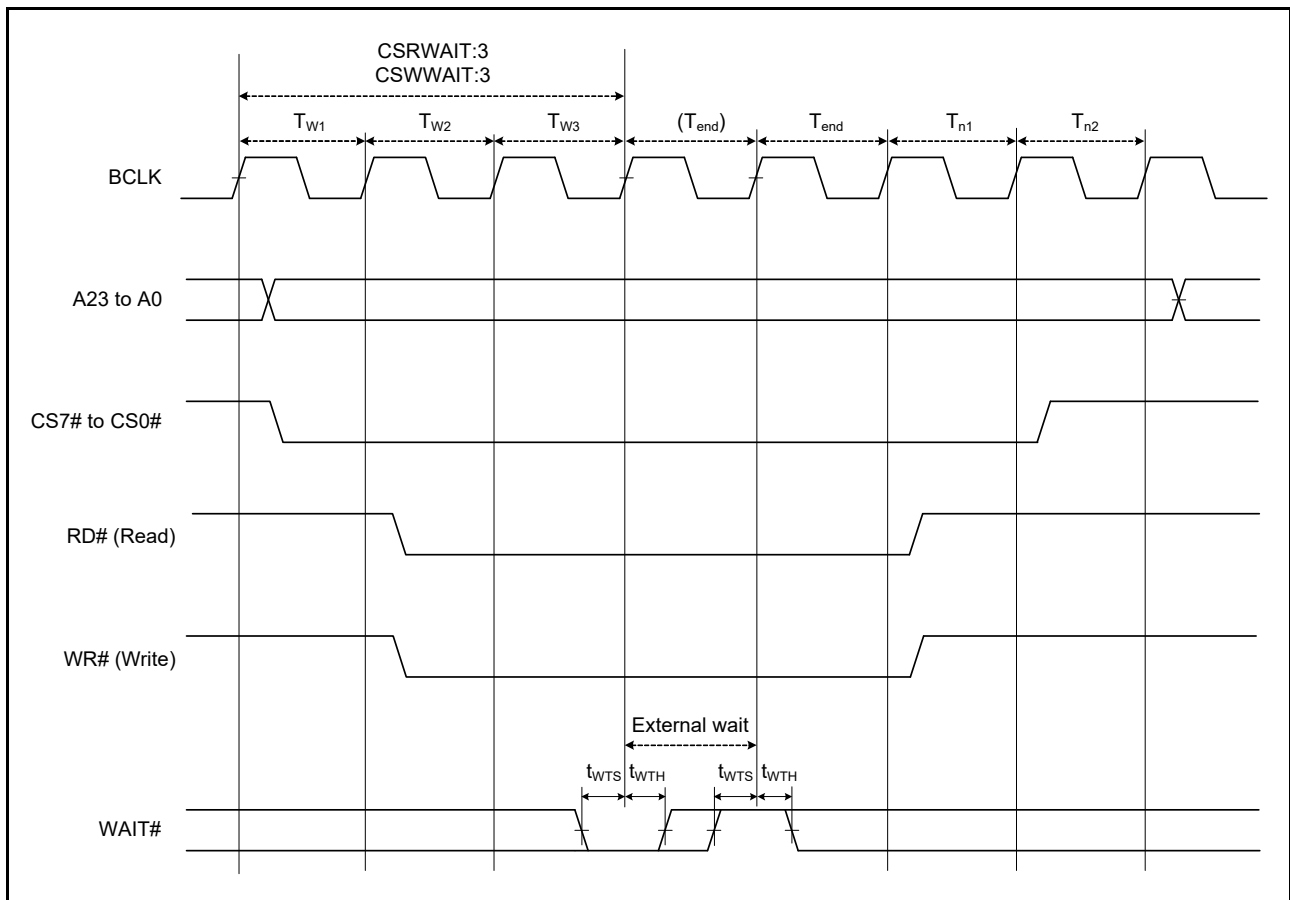 CSRWAIT:3
CSWWAIT:3
TW1 TW2 TW3 (Tend) Tend Tn1 Tn2
BCLK
A23 to A0
CS7# to CS0#
RD# (Read)
WR# (Write)
External wait
tWTS tWTH tWTS tWTH
WAIT#